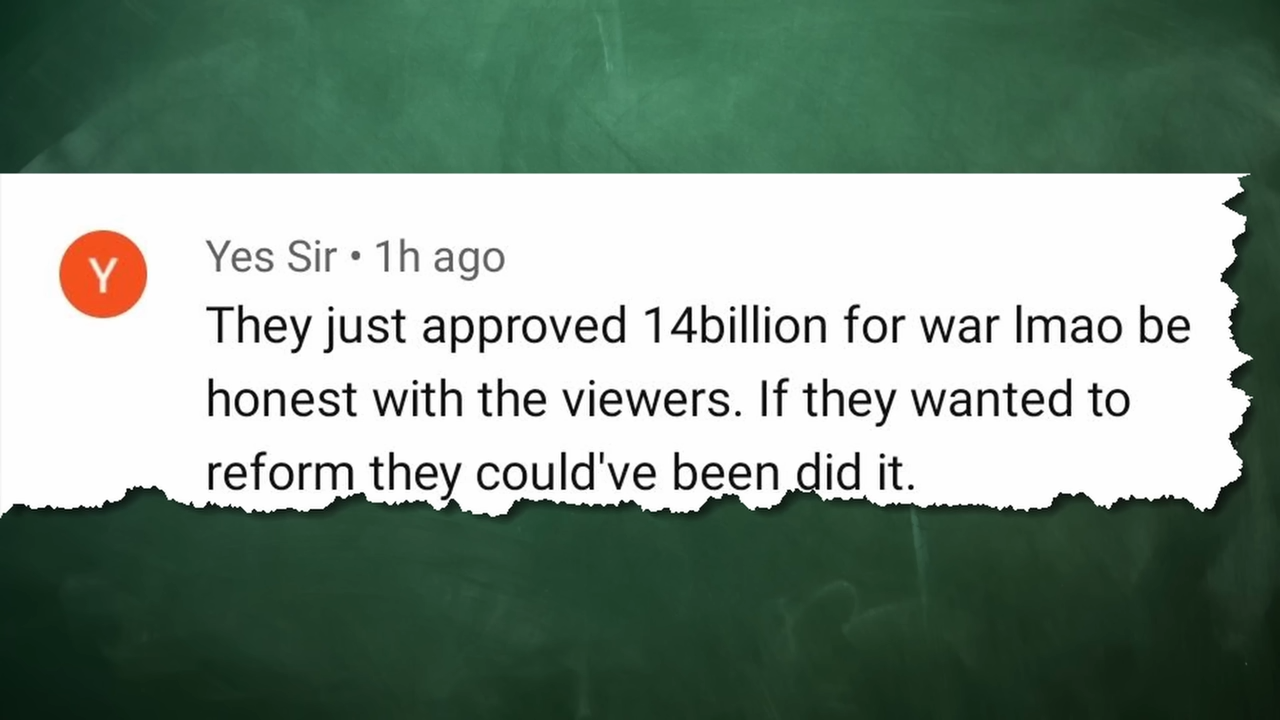 Y
Yes Sir • 1h ago
They just approved 14billion for war lmao be
honest with the viewers. If they wanted to
reform they could've been did it.